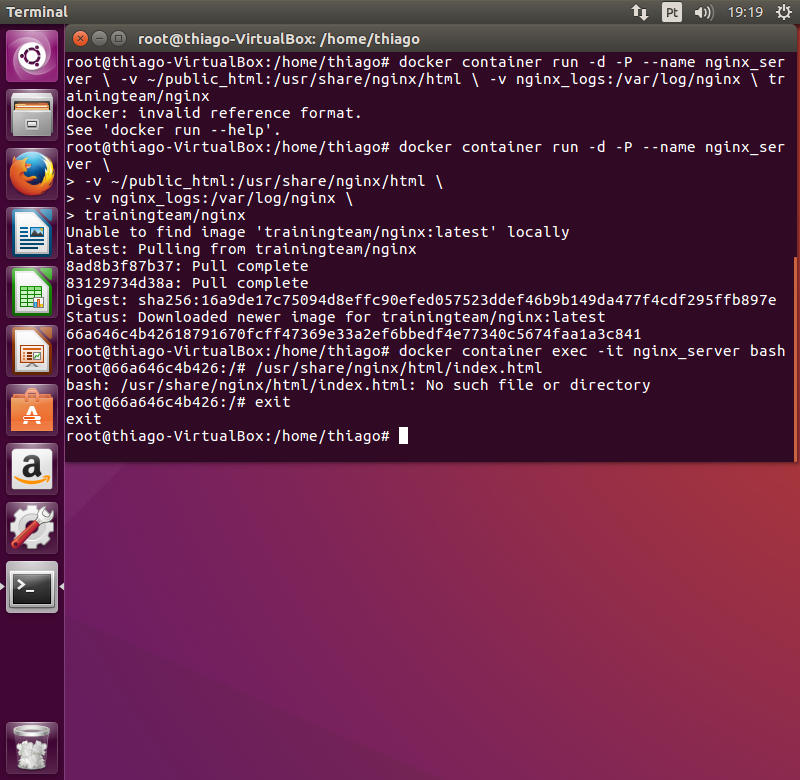 Terminal
Pt
19:19
root@thiago-VirtualBox: /home/thiago
root@thiago-VirtualBox:/home/thiago# docker container run -d -P --name nginx_ser
ver \ -v ~/public_html:/usr/share/nginx/html \ -v nginx_logs:/var/log/nginx \ tr
ainingteam/nginx
docker: invalid reference format.
See 'docker run --help'.
root@thiago-VirtualBox:/home/thiago# docker container run -d -P --name nginx_ser
ver \
> -v ~/public_html:/usr/share/nginx/html \
> -v nginx_logs:/var/log/nginx \
> trainingteam/nginx
Unable to find image 'trainingteam/nginx:latest' locally
latest: Pulling from trainingteam/nginx
8ad8b3f87b37: Pull complete
83129734d38a: Pull complete
Digest: sha256:16a9de17c75094d8effc90efed057523ddef46b9b149da477f4cdf295ffb897e
Status: Downloaded newer image for trainingteam/nginx:latest
66a646c4b42618791670fcff47369e33a2ef6bbedf4e77340c5674faa1a3c841
root@thiago-VirtualBox:/home/thiago# docker container exec -it nginx_server bash
root@66a646c4b426:/# /usr/share/nginx/html/index.html
bash: /usr/share/nginx/html/index.html: No such file or directory
root@66a646c4b426:/# exit
exit
root@thiago-VirtualBox:/home/thiago#